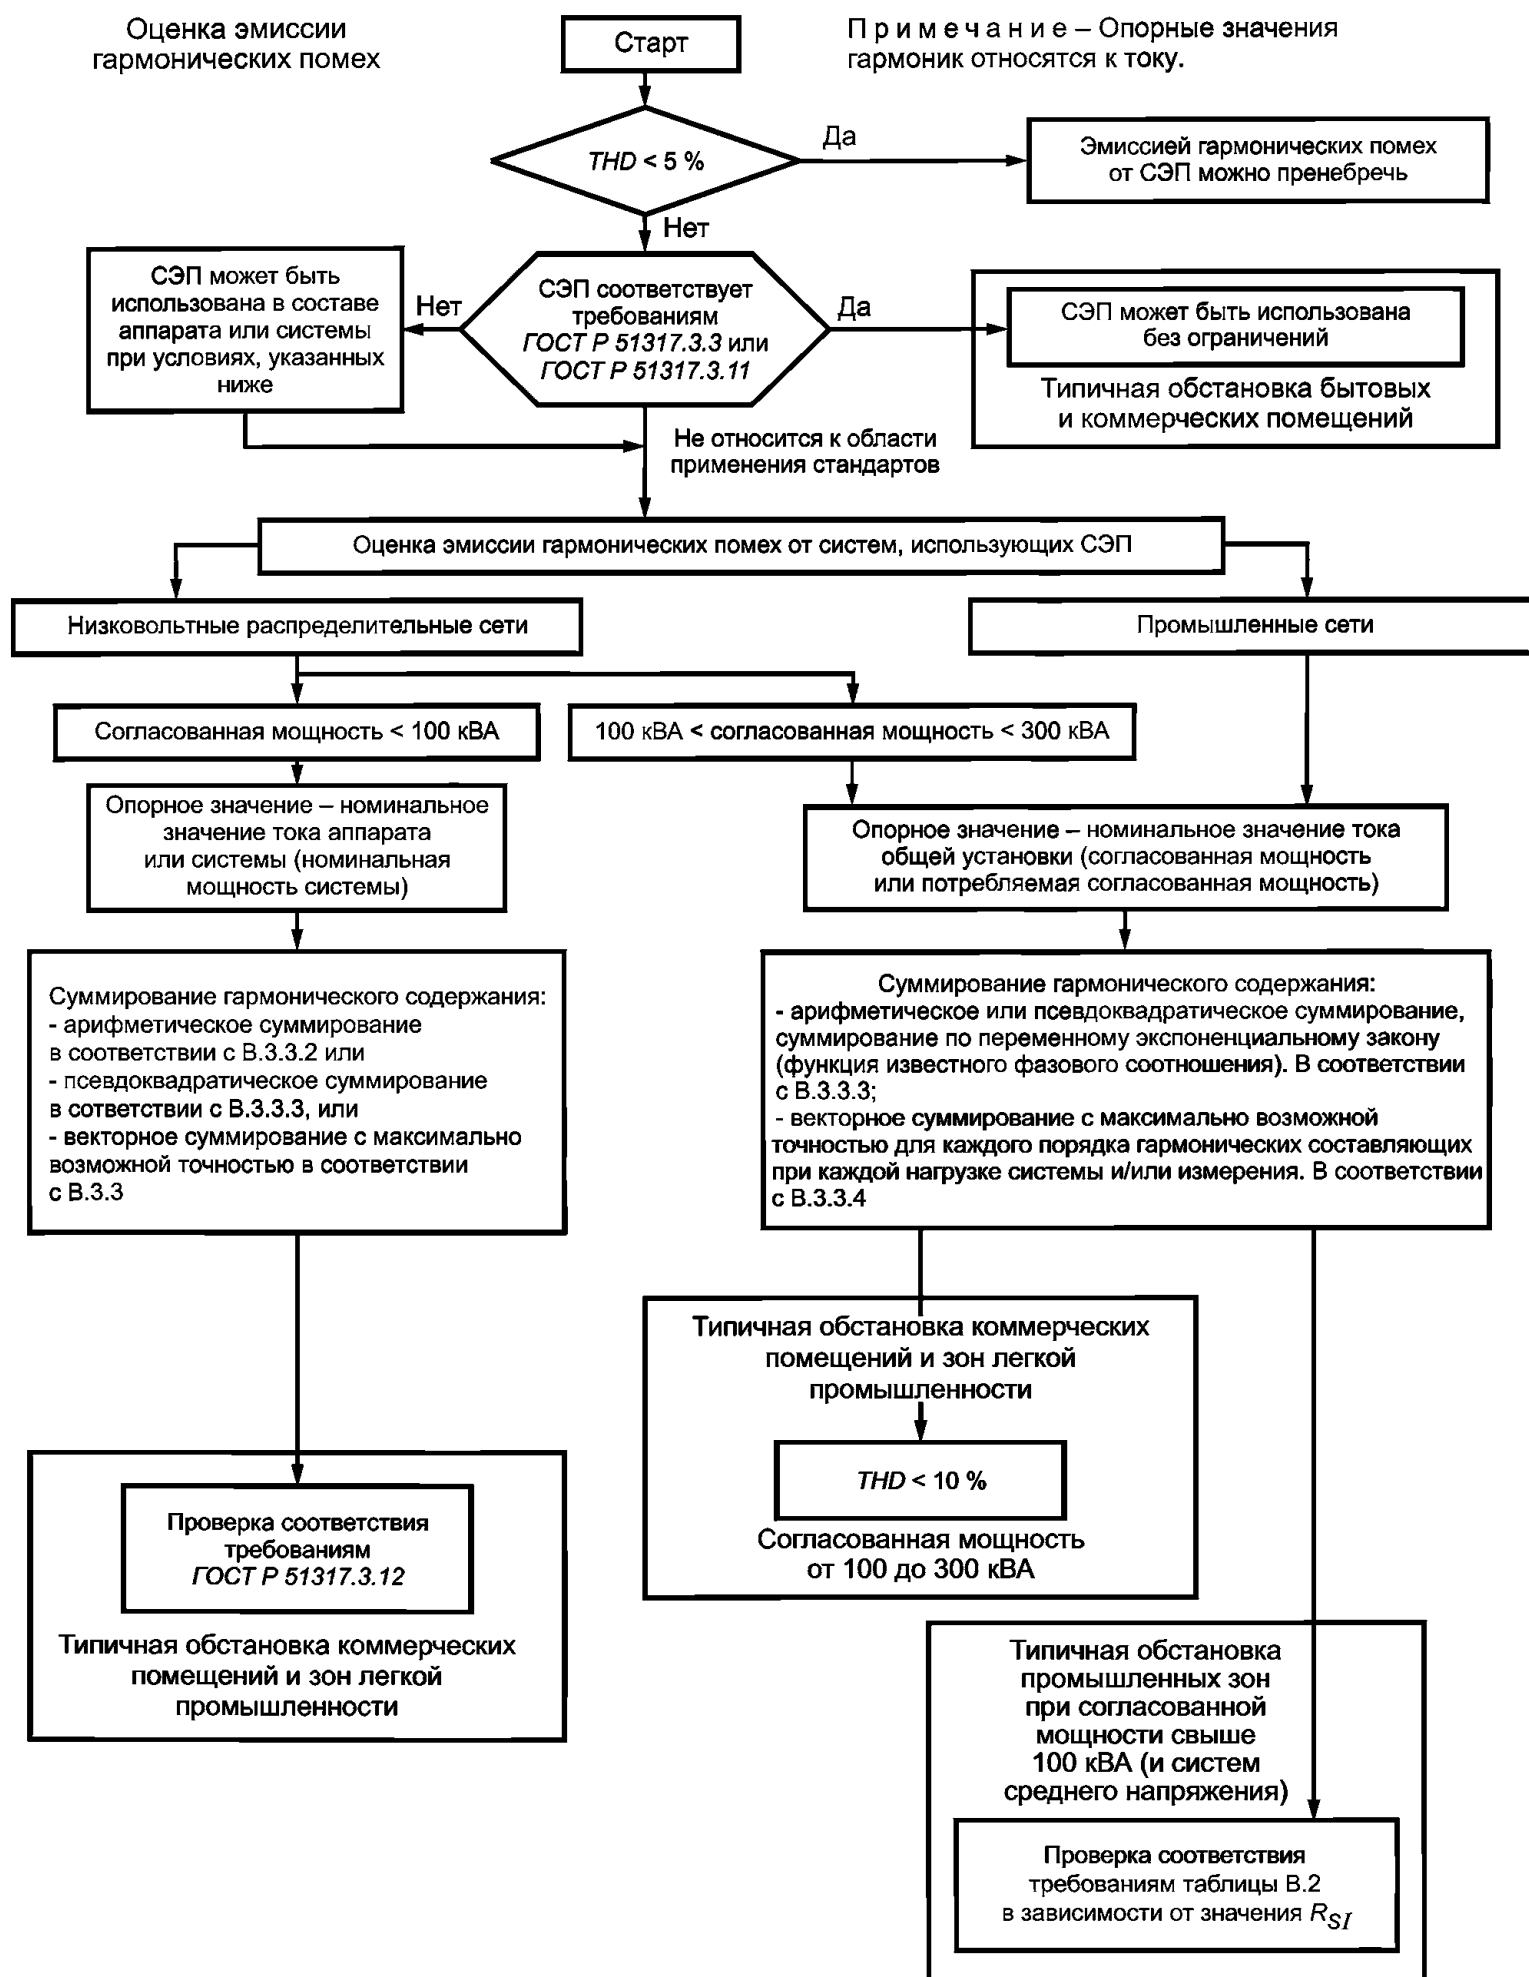 Оценка эмиссии
гармонических помех
Старт
П р и м е ч а н и е – Опорные значения
гармоник относятся к току.
THD < 5 %
Да
Эмиссией гармонических помех
от СЭП можно пренебречь
Нет
СЭП может быть
использована в составе
аппарата или системы
при условиях, указанных
ниже
Нет
СЭП соответствует
требованиям
ГОСТ Р 51317.3.3 или
ГОСТ Р 51317.3.11
Да
СЭП может быть использована
без ограничений
Типичная обстановка бытовых
и коммерческих помещений
Не относится к области
применения стандартов
Оценка эмиссии гармонических помех от систем, использующих СЭП
Низковольтные распределительные сети
Промышленные сети
Согласованная мощность < 100 кВА
100 кВА < согласованная мощность < 300 кВА
Опорное значение – номинальное
значение тока аппарата
или системы (номинальная
мощность системы)
Опорное значение – номинальное значение тока
общей установки (согласованная мощность
или потребляемая согласованная мощность)
Суммирование гармонического содержания:
- арифметическое суммирование
в соответствии с В.3.3.2 или
- псевдоквадратическое суммирование
в сответствии с В.3.3.3, или
- векторное суммирование с максимально
возможной точностью в соответствии
с В.3.3
Суммирование гармонического содержания:
- арифметическое или псевдоквадратическое суммирование,
суммирование по переменному экспоненциальному закону
(функция известного фазового соотношения). В соответствии
с В.3.3.3;
- векторное суммирование с максимально возможной
точностью для каждого порядка гармонических составляющих
при каждой нагрузке системы и/или измерения. В соответствии
с В.3.3.4
Типичная обстановка коммерческих
помещений и зон легкой
промышленности
THD < 10 %
Согласованная мощность
от 100 до 300 кВА
Проверка соответствия
требованиям
ГОСТ Р 51317.3.12
Типичная обстановка коммерческих
помещений и зон легкой
промышленности
Типичная обстановка
промышленных зон
при согласованной
мощности свыше
100 кВА (и систем
среднего напряжения)
Проверка соответствия
требованиям таблицы В.2
в зависимости от значения R_SI